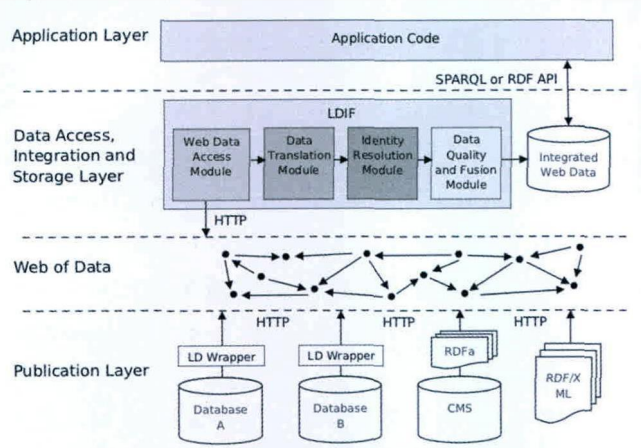 Application Layer
Application Code
SPARQL or RDF API
LDIF
Data Access,
Integration and
Storage Layer
Web Data
Access
Module
Data
Translation
Module
Identity
Resolution
Module
Data
Quality
and Fusion
Module
Integrated
Web Data
HTTP
Web of Data
HTTP
HTTP
HTTP
Publication Layer
LD Wrapper
LD Wrapper
RDFa
RDF/X
ML
Database
A
Database
B
CMS